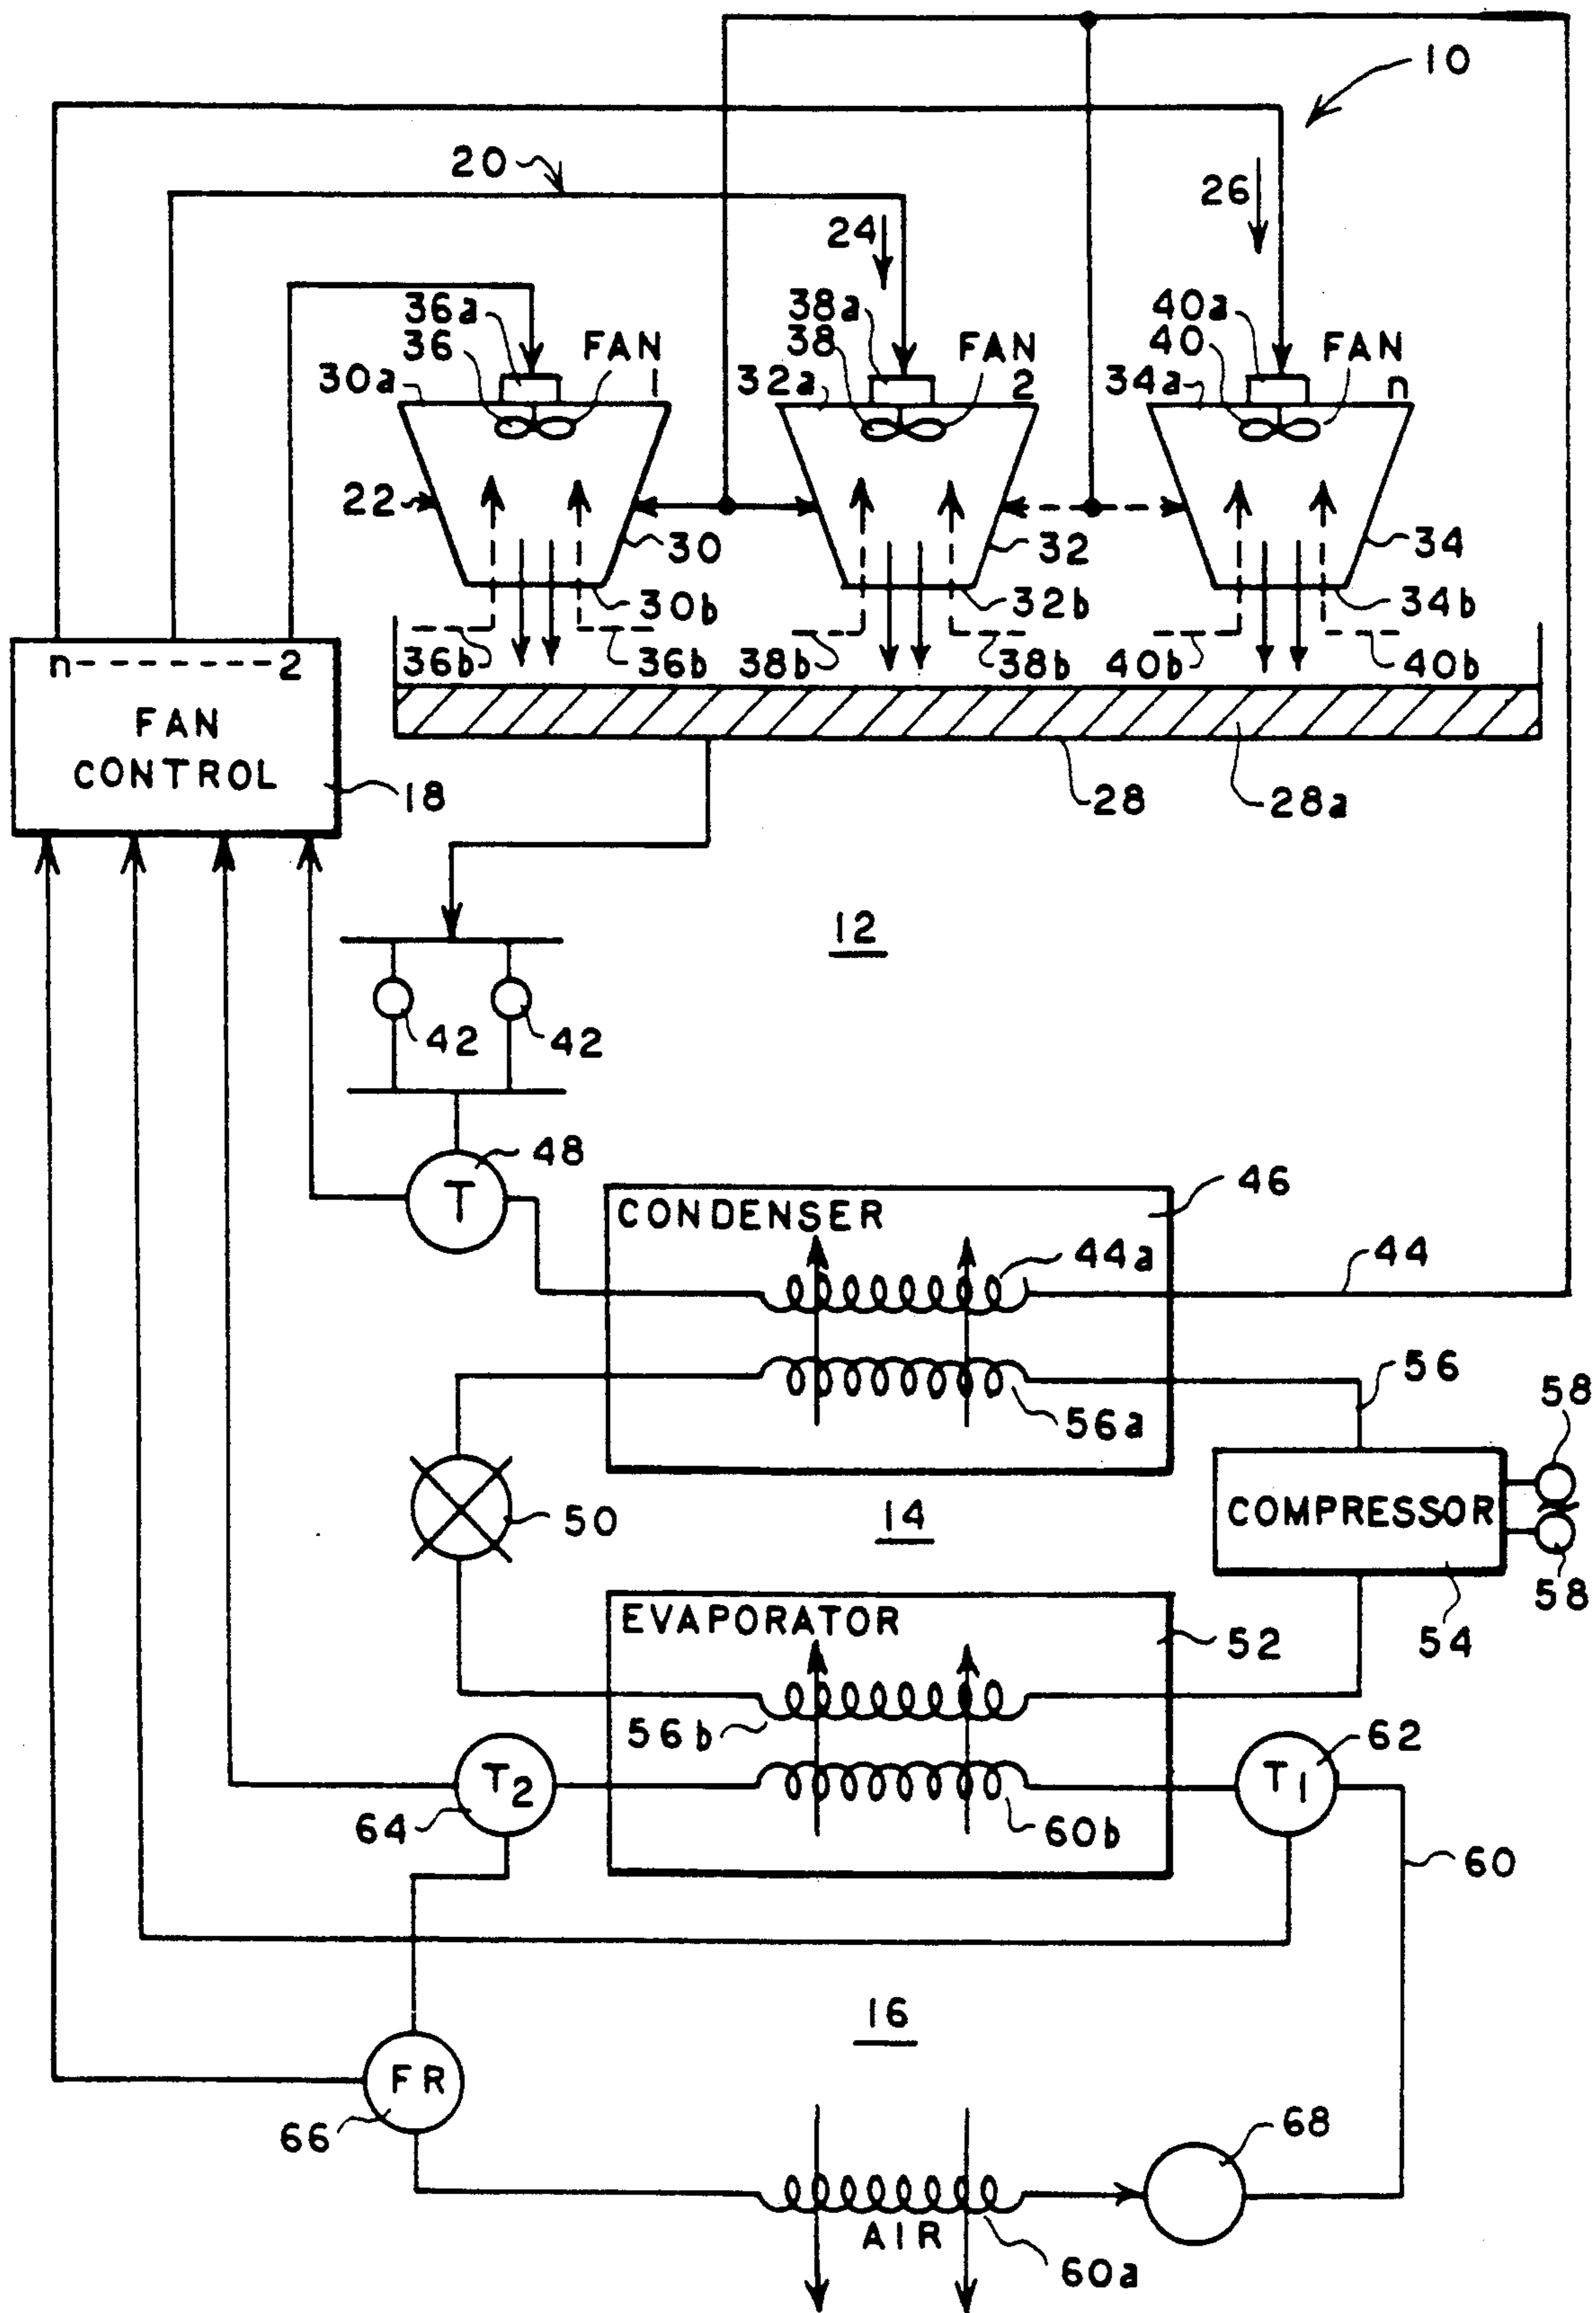 10
20
24
26
36a
36
FAN
1
30a
38a
38
FAN
2
32a
40a
40
FAN
n
34a
22
30
32
34
30b
32b
34b
36b
36b
38b
38b
40b
40b
n--------2
FAN
CONTROL
18
28
28a
12
42
42
48
T
CONDENSER
46
44a
44
56a
56
58
COMPRESSOR
58
54
50
14
EVAPORATOR
52
56b
T2
64
60b
T1
62
60
16
FR
66
68
AIR
60a